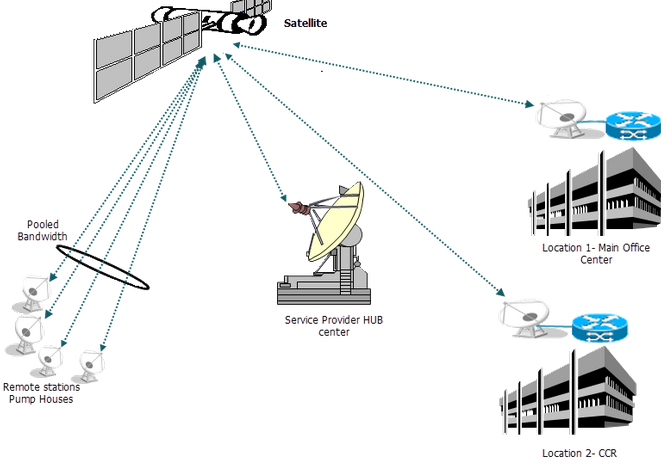 Satellite
Pooled
Bandwidth
Location 1- Main Office
Center
Service Provider HUB
center
Remote stations
Pump Houses
Location 2- CCR